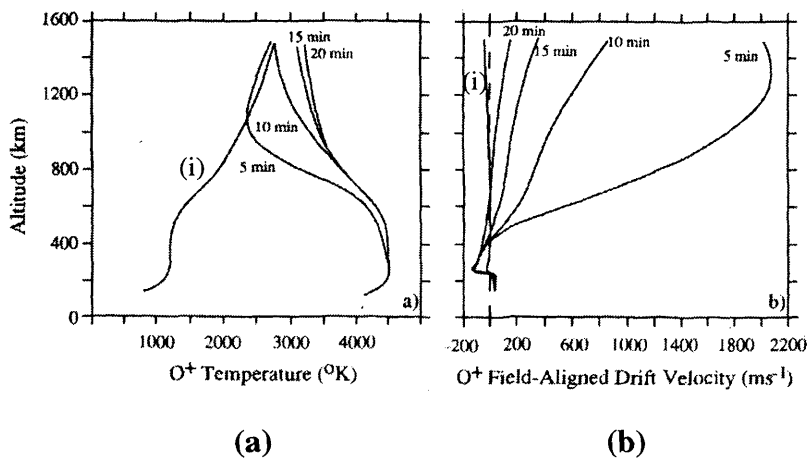 1600
1200
800
400
0
Altitude (km)
15 min
20 min
10 min
5 min
(i)
a)
1000
2000
3000
4000
O+ Temperature (ºK)
(a)
20 min
15 min
10 min
5 min
(i)
b)
-200
200
600
1000
1400
1800
2200
O+ Field-Aligned Drift Velocity (ms-1)
(b)